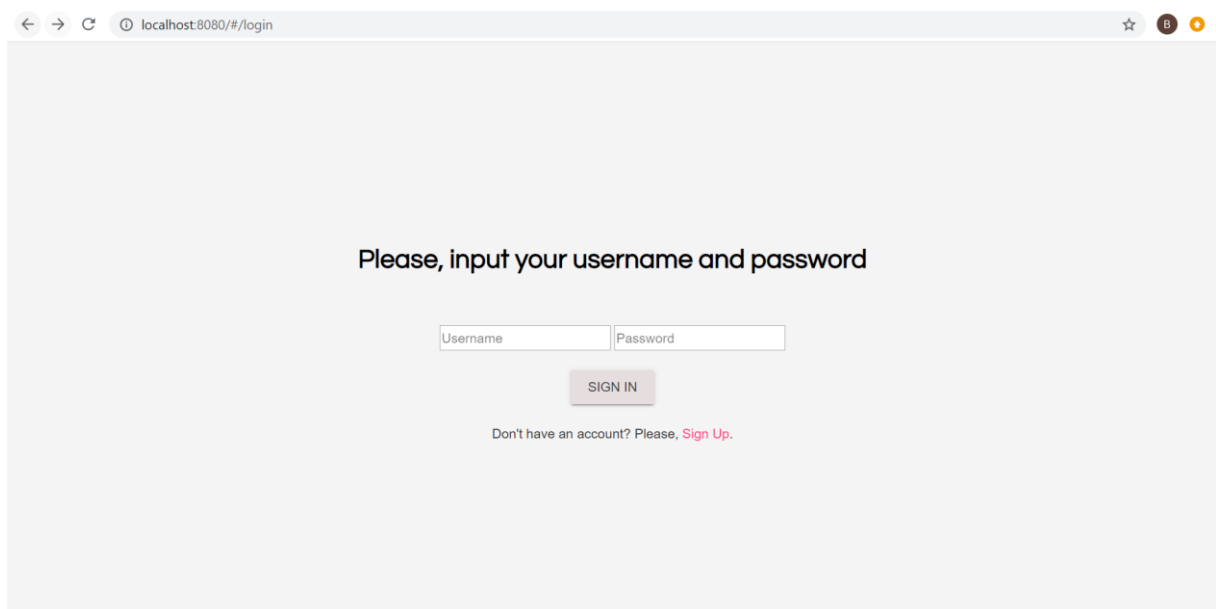 localhost:8080/#/login
B
Please, input your username and password
Username Password
SIGN IN
Don't have an account? Please, Sign Up.